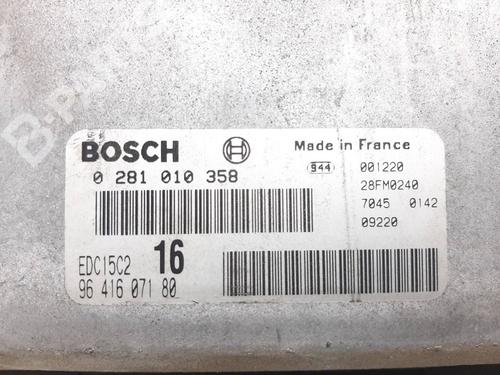 B-PARTS
BOSCH
Made in France
0 281 010 358
944
001220
28FM0240
7045 0142
09220
EDC15C2 16
96 416 071 80